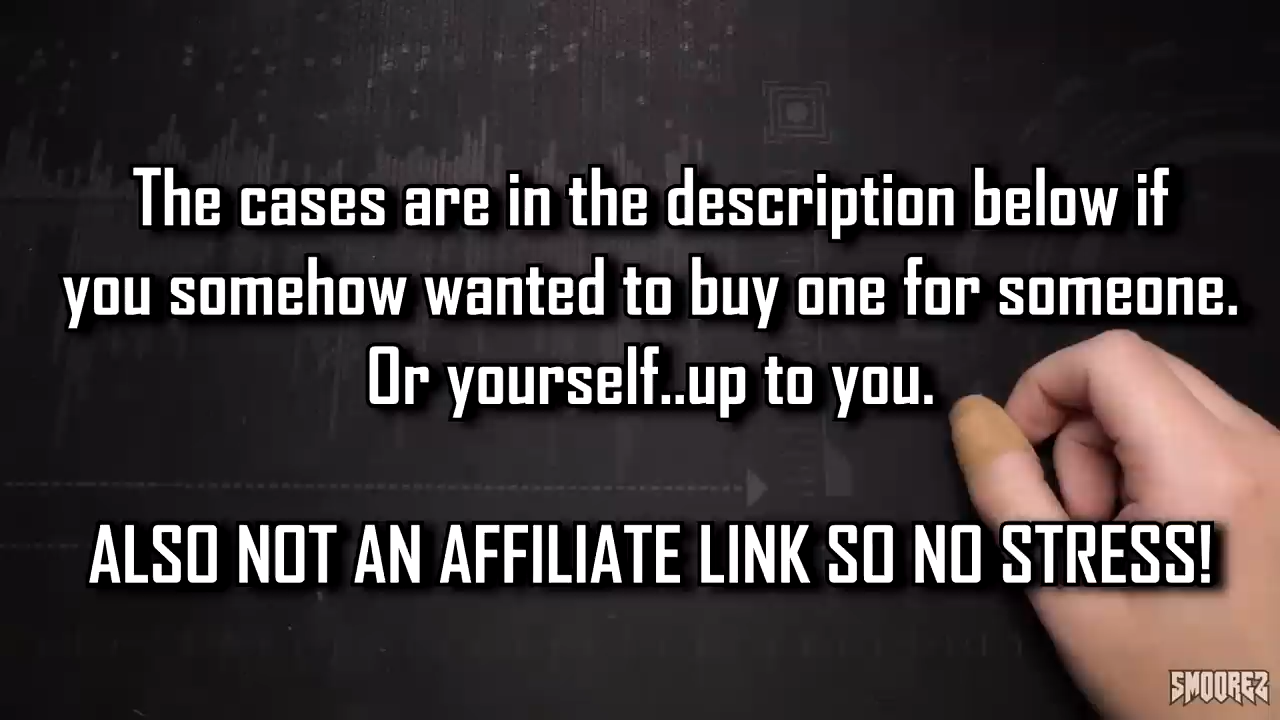 The cases are in the description below if
you somehow wanted to buy one for someone.
Or yourself..up to you.
ALSO NOT AN AFFILIATE LINK SO NO STRESS!
SMOOREZ